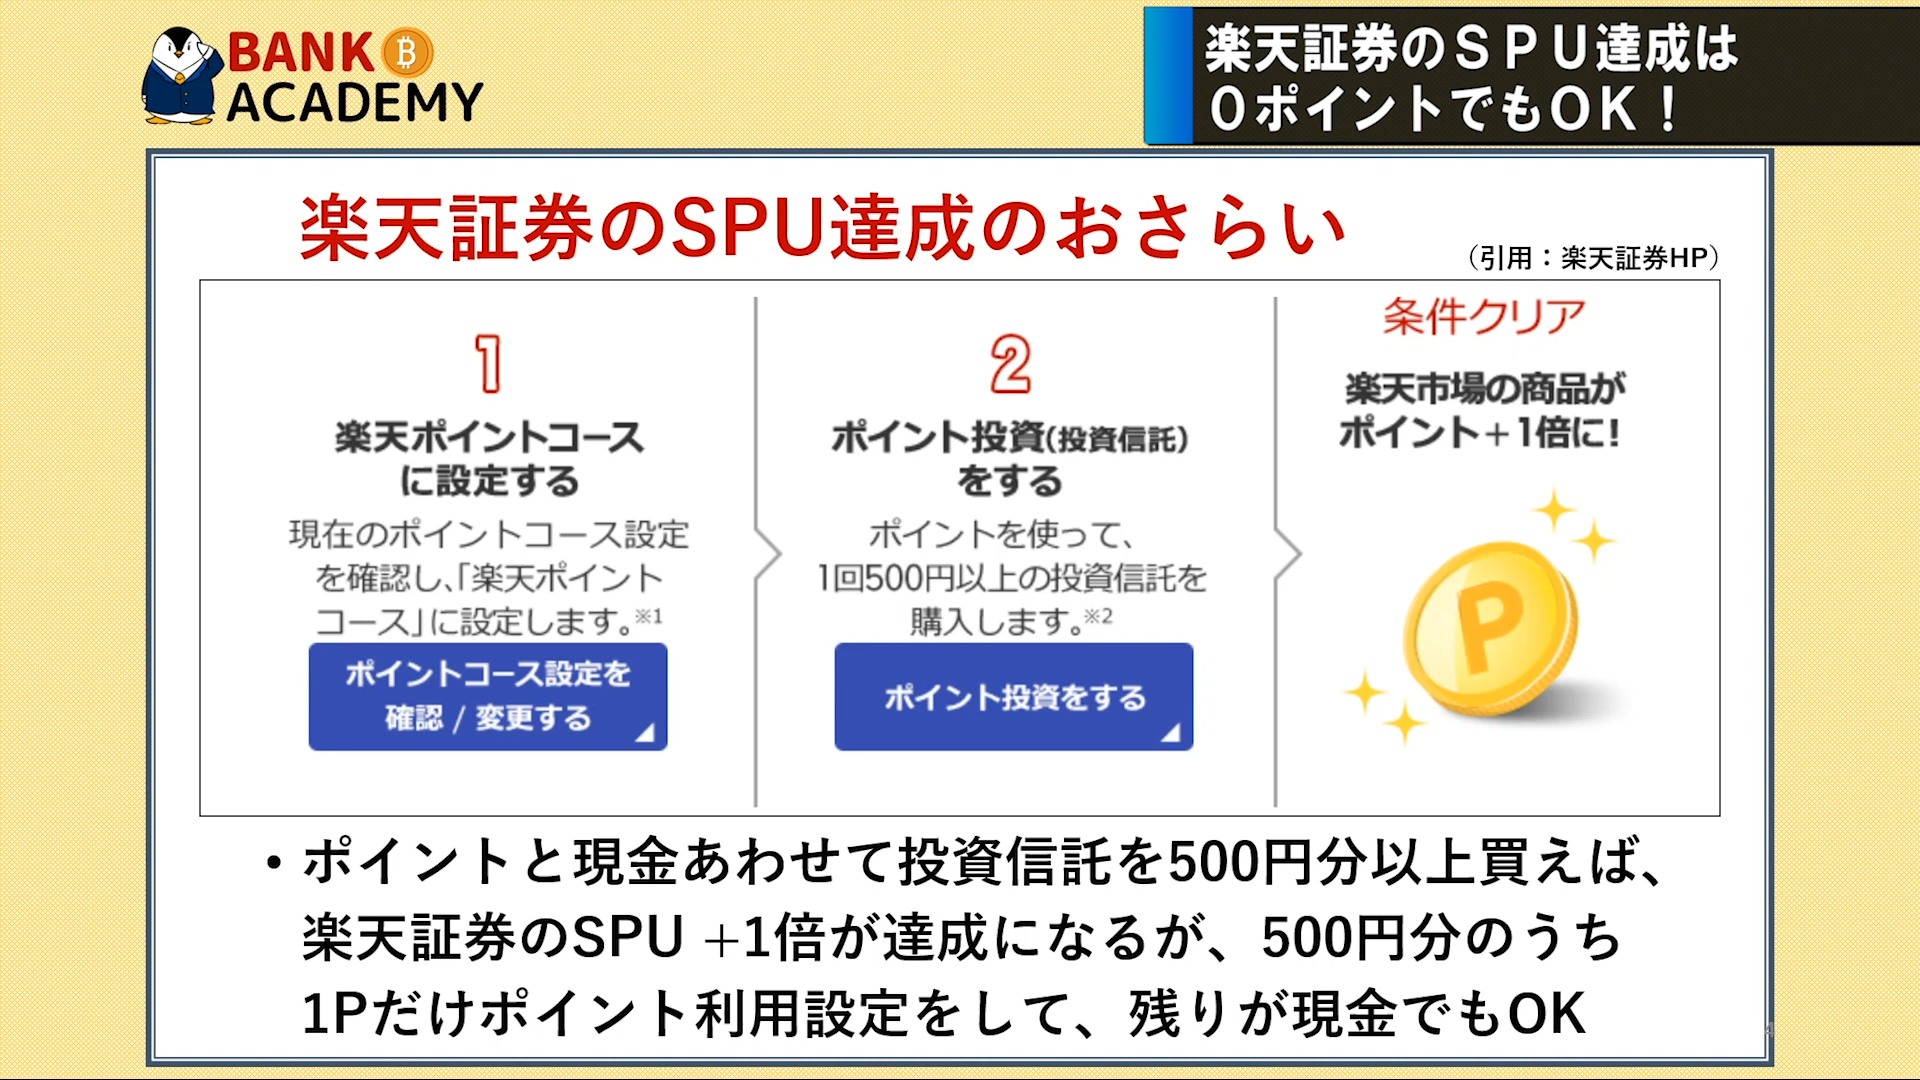 BANK
ACADEMY
楽天証券のSPU達成は
0ポイントでもOK！
楽天証券のSPU達成のおさらい
（引用：楽天証券HP）
1
楽天ポイントコース
に設定する
現在のポイントコース設定
を確認し、「楽天ポイント
コース」に設定します。※1
ポイントコース設定を
確認 / 変更する
2
ポイント投資(投資信託)
をする
ポイントを使って、
1回500円以上の投資信託を
購入します。※2
ポイント投資をする
条件クリア
楽天市場の商品が
ポイント＋1倍に！
P
・ポイントと現金あわせて投資信託を500円分以上買えば、
楽天証券のSPU +1倍が達成になるが、500円分のうち
1Pだけポイント利用設定をして、残りが現金でもOK